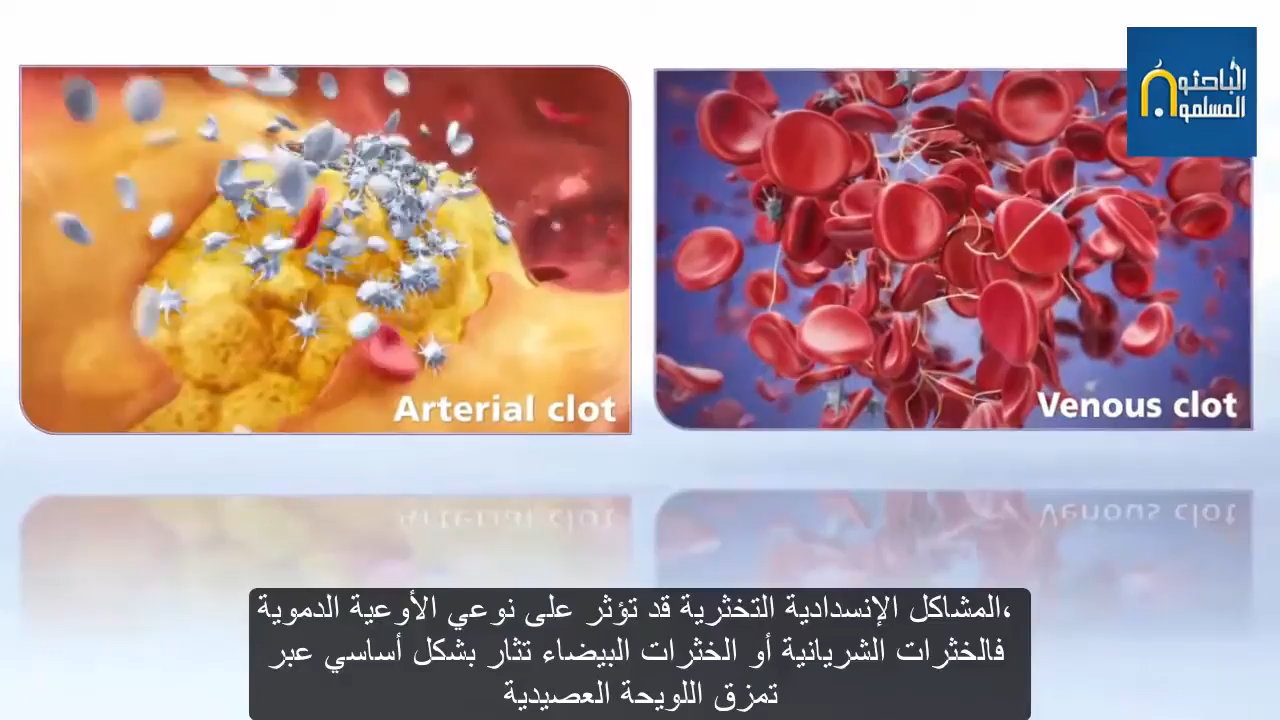 الباحثون
المسلمون
Arterial clot
Venous clot
المشاكل الإنسدادية التخثرية قد تؤثر على نوعي الأوعية الدموية،
فالخثرات الشريانية أو الخثرات البيضاء تثار بشكل أساسي عبر
تمزق اللويحة العصيدية